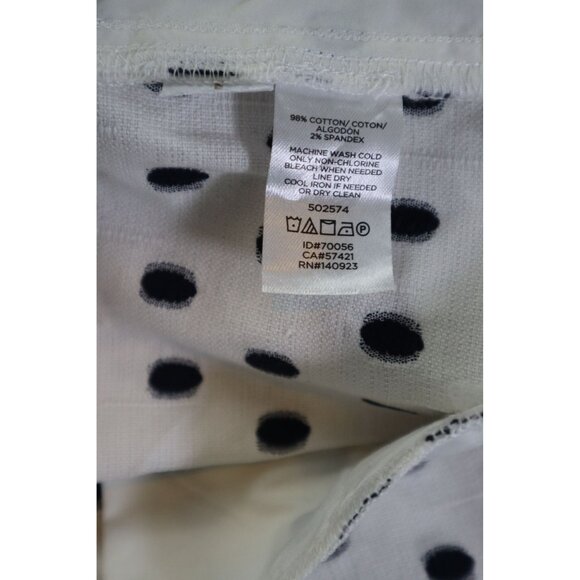 98% COTTON/ COTON/
ALGODON
2% SPANDEX
MACHINE WASH COLD
ONLY NON-CHLORINE
BLEACH WHEN NEEDED
LINE DRY
COOL IRON IF NEEDED
OR DRY CLEAN
502574
P
ID#70056
CA#57421
RN#140923